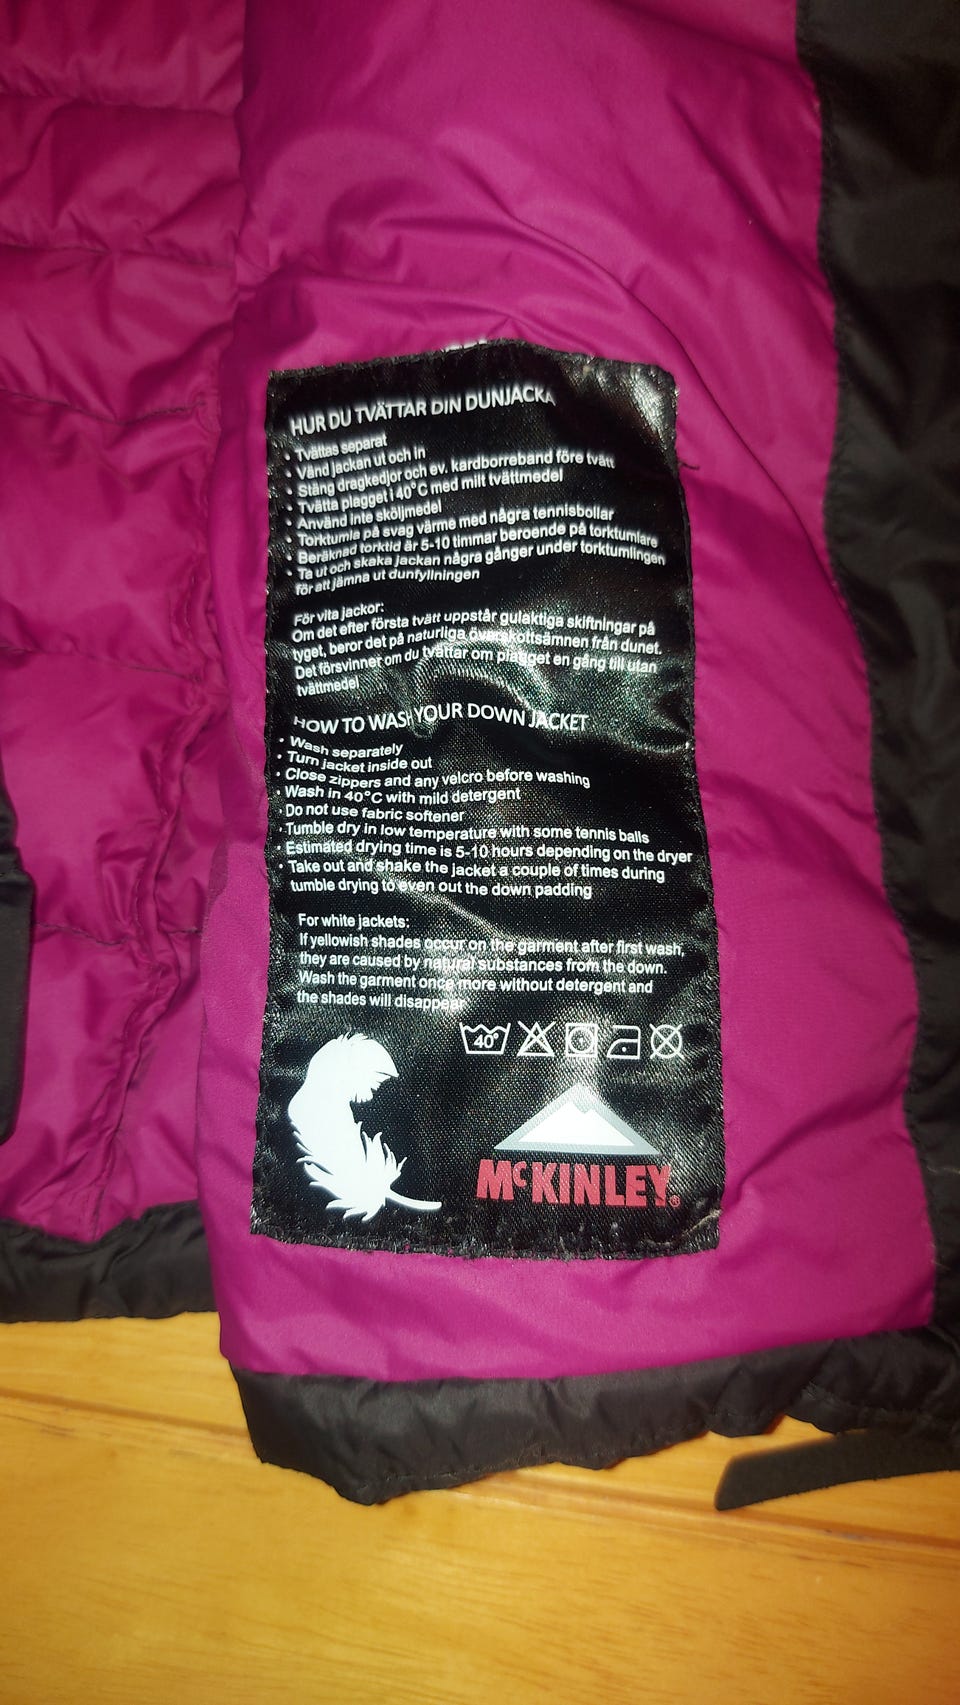 HUR DU TVÄTTAR DIN DUNJACKA
• Tvättas separat
• Vänd jackan ut och in
• Stäng dragkedjor och ev. kardborreband före tvätt
• Tvätta plagget i 40°C med milt tvättmedel
• Använd inte sköljmedel
• Torktumla på svag värme med några tennisbollar
• Beräknad torktid är 5-10 timmar beroende på torktumlare
• Ta ut och skaka jackan några gånger under torktumlingen
för att jämna ut dunfyllningen
För vita jackor:
Om det efter första tvätt uppstår gulaktiga skiftningar på
tyget, beror det på naturliga överskottsämnen från dunet.
Det försvinner om du tvättar om plagget en gång till utan
tvättmedel
HOW TO WASH YOUR DOWN JACKET
• Wash separately
• Turn jacket inside out
• Close zippers and any velcro before washing
• Wash in 40°C with mild detergent
• Do not use fabric softener
• Tumble dry in low temperature with some tennis balls
• Estimated drying time is 5-10 hours depending on the dryer
• Take out and shake the jacket a couple of times during
tumble drying to even out the down padding
For white jackets:
If yellowish shades occur on the garment after first wash,
they are caused by natural substances from the down.
Wash the garment once more without detergent and
the shades will disappear
40°
McKINLEY®